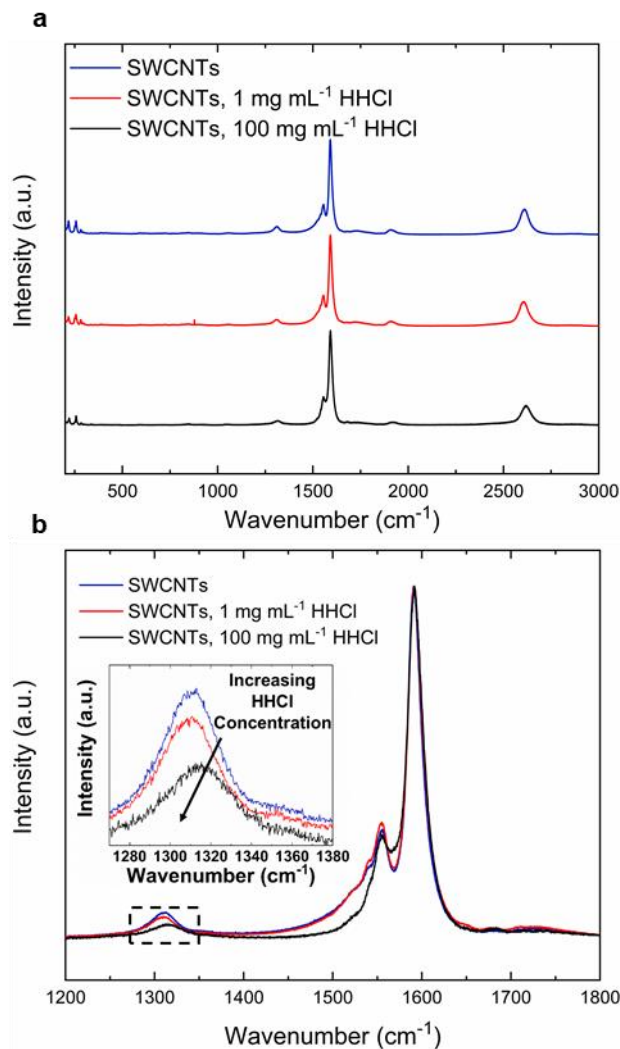 a
SWCNTs
SWCNTs, 1 mg mL⁻¹ HHCl
SWCNTs, 100 mg mL⁻¹ HHCl
Intensity (a.u.)
500 1000 1500 2000 2500 3000
Wavenumber (cm⁻¹)
b
SWCNTs
SWCNTs, 1 mg mL⁻¹ HHCl
SWCNTs, 100 mg mL⁻¹ HHCl
Intensity (a.u.)
Increasing
HHCl
Concentration
Intensity (a.u.)
1280 1300 1320 1340 1360 1380
Wavenumber (cm⁻¹)
1200 1300 1400 1500 1600 1700 1800
Wavenumber (cm⁻¹)